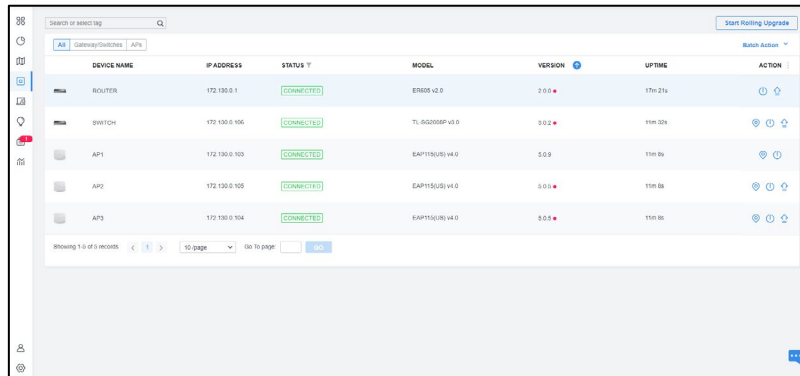 Search or select tag
Start Rolling Upgrade
All Gateway/Switches APs
Batch Action
DEVICE NAME IP ADDRESS STATUS MODEL VERSION UPTIME ACTION
ROUTER 172.130.0.1 CONNECTED ER605 v2.0 2.0.0 17m 21s
SWITCH 172.130.0.106 CONNECTED TL-SG2008P v3.0 3.0.2 11m 32s
AP1 172.130.0.103 CONNECTED EAP115(US) v4.0 5.0.9 11m 8s
AP2 172.130.0.105 CONNECTED EAP115(US) v4.0 5.0.5 11m 8s
AP3 172.130.0.104 CONNECTED EAP115(US) v4.0 5.0.5 11m 8s
Showing 1-5 of 5 records < 1 > 10 /page Go To page: GO